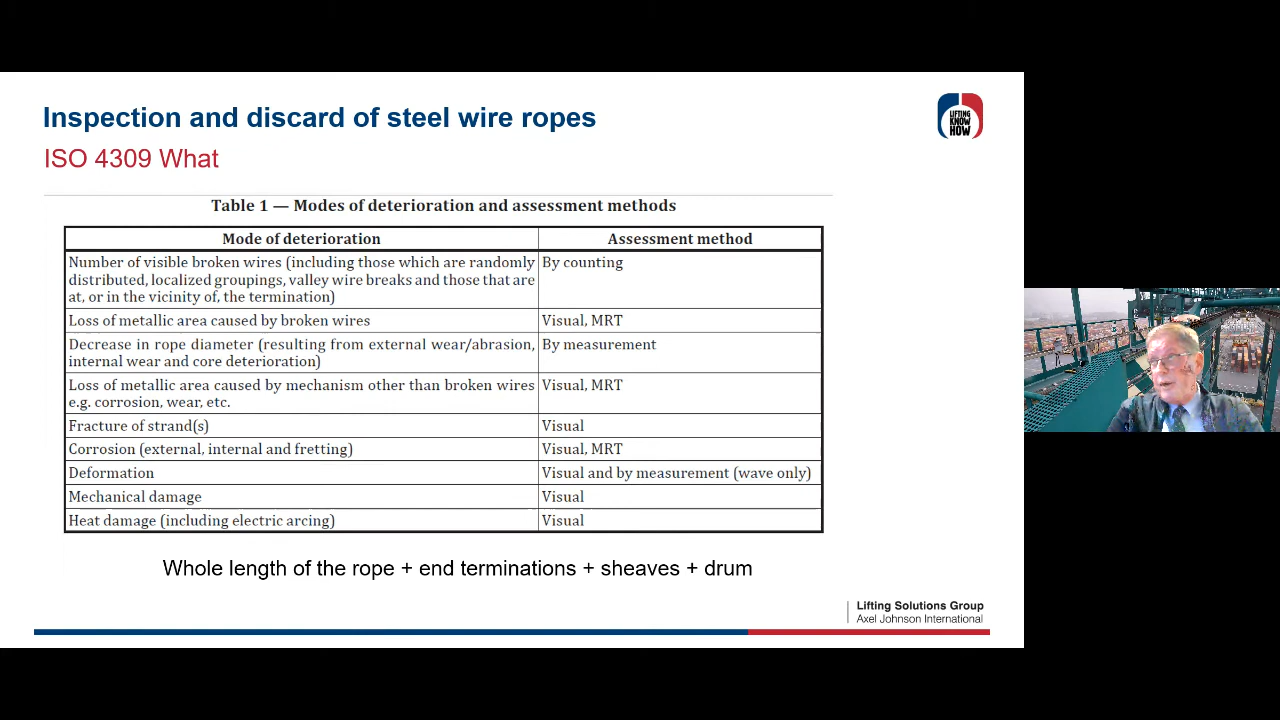 Inspection and discard of steel wire ropes
ISO 4309 What
LIFTING
KNOW
HOW
Table 1 — Modes of deterioration and assessment methods
Mode of deterioration Assessment method
Number of visible broken wires (including those which are randomly By counting
distributed, localized groupings, valley wire breaks and those that are
at, or in the vicinity of, the termination)
Loss of metallic area caused by broken wires Visual, MRT
Decrease in rope diameter (resulting from external wear/abrasion, By measurement
internal wear and core deterioration)
Loss of metallic area caused by mechanism other than broken wires Visual, MRT
e.g. corrosion, wear, etc.
Fracture of strand(s) Visual
Corrosion (external, internal and fretting) Visual, MRT
Deformation Visual and by measurement (wave only)
Mechanical damage Visual
Heat damage (including electric arcing) Visual
Whole length of the rope + end terminations + sheaves + drum
Lifting Solutions Group
Axel Johnson International